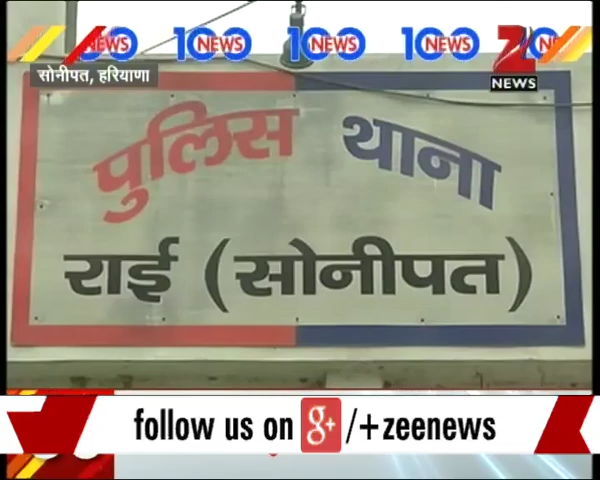 100 NEWS 100 NEWS 100 NEWS 100 NEWS
सोनीपत, हरियाणा
Z NEWS
पुलिस थाना
राई (सोनीपत)
follow us on g+ /+zeenews